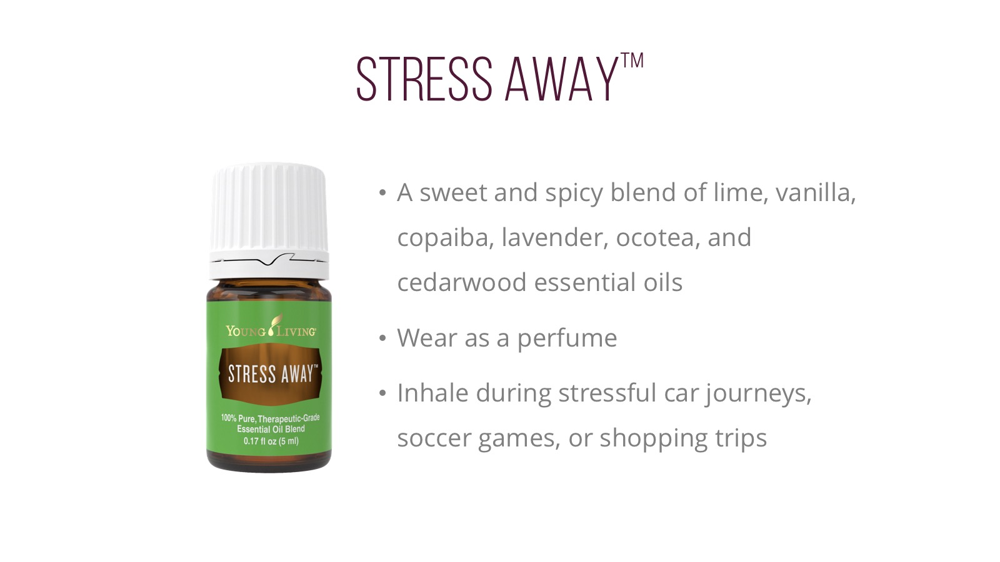 STRESS AWAY™
• A sweet and spicy blend of lime, vanilla,
copaiba, lavender, ocotea, and
cedarwood essential oils
• Wear as a perfume
• Inhale during stressful car journeys,
soccer games, or shopping trips
YOUNG LIVING®
STRESS AWAY™
100% Pure, Therapeutic-Grade
Essential Oil Blend
0.17 fl oz (5 ml)